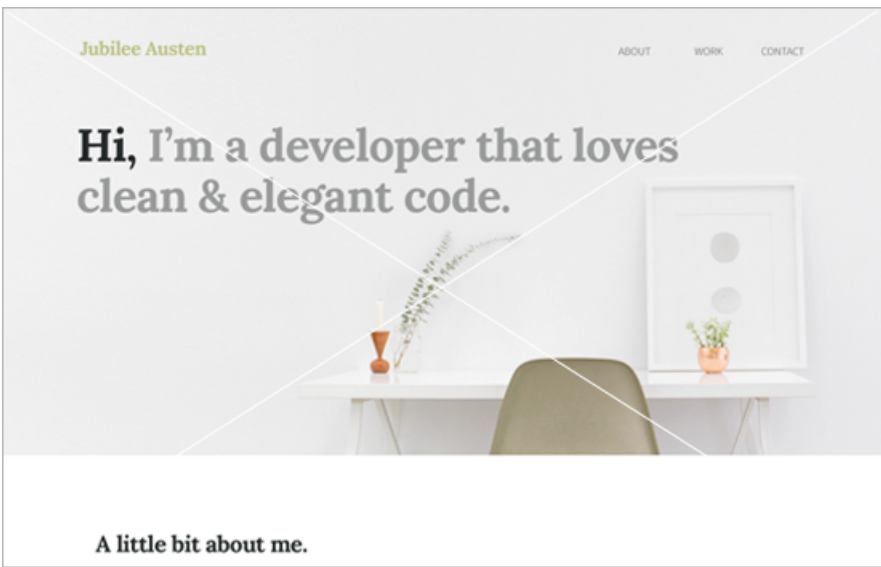 Jubilee Austen
ABOUT WORK CONTACT
Hi, I'm a developer that loves
clean & elegant code.
A little bit about me.